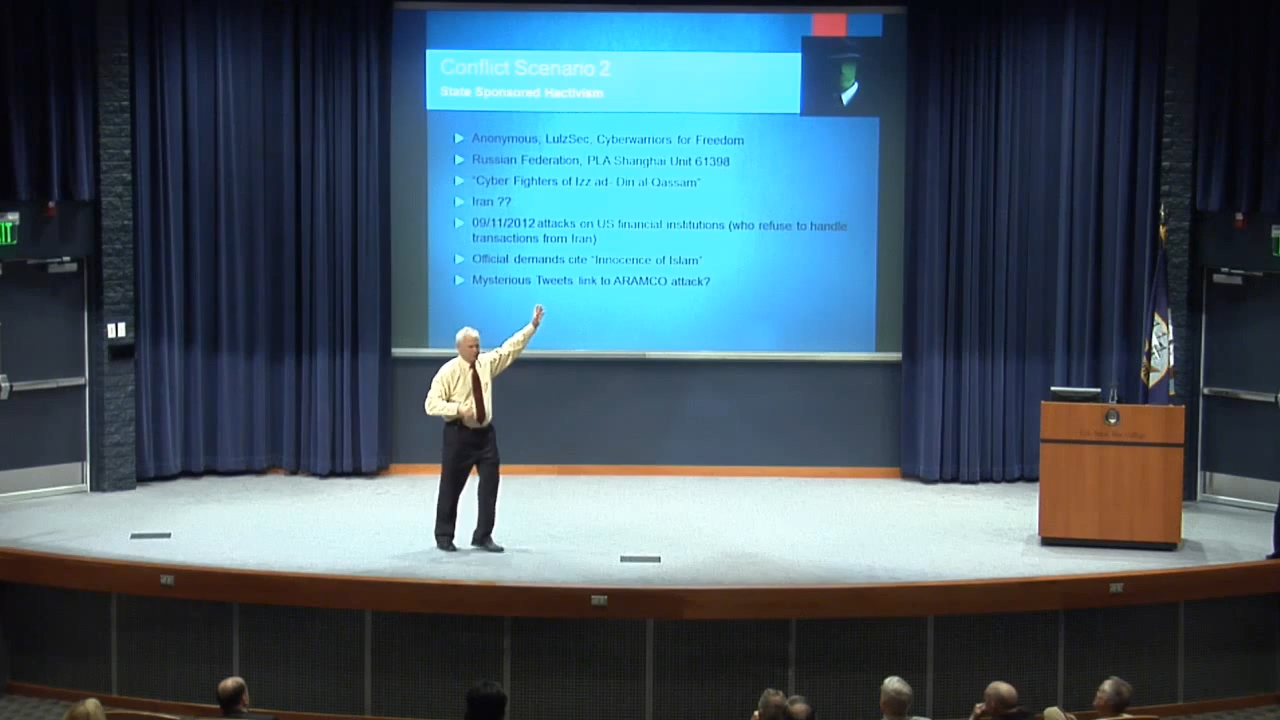 Conflict Scenario 2
State Sponsored Hactivism
Anonymous, LulzSec, Cyberwarriors for Freedom
Russian Federation, PLA Shanghai Unit 61398
"Cyber Fighters of Izz ad- Din al-Qassam"
Iran ??
09/11/2012 attacks on US financial institutions (who refuse to handle
transactions from Iran)
Official demands cite "Innocence of Islam"
Mysterious Tweets link to ARAMCO attack?